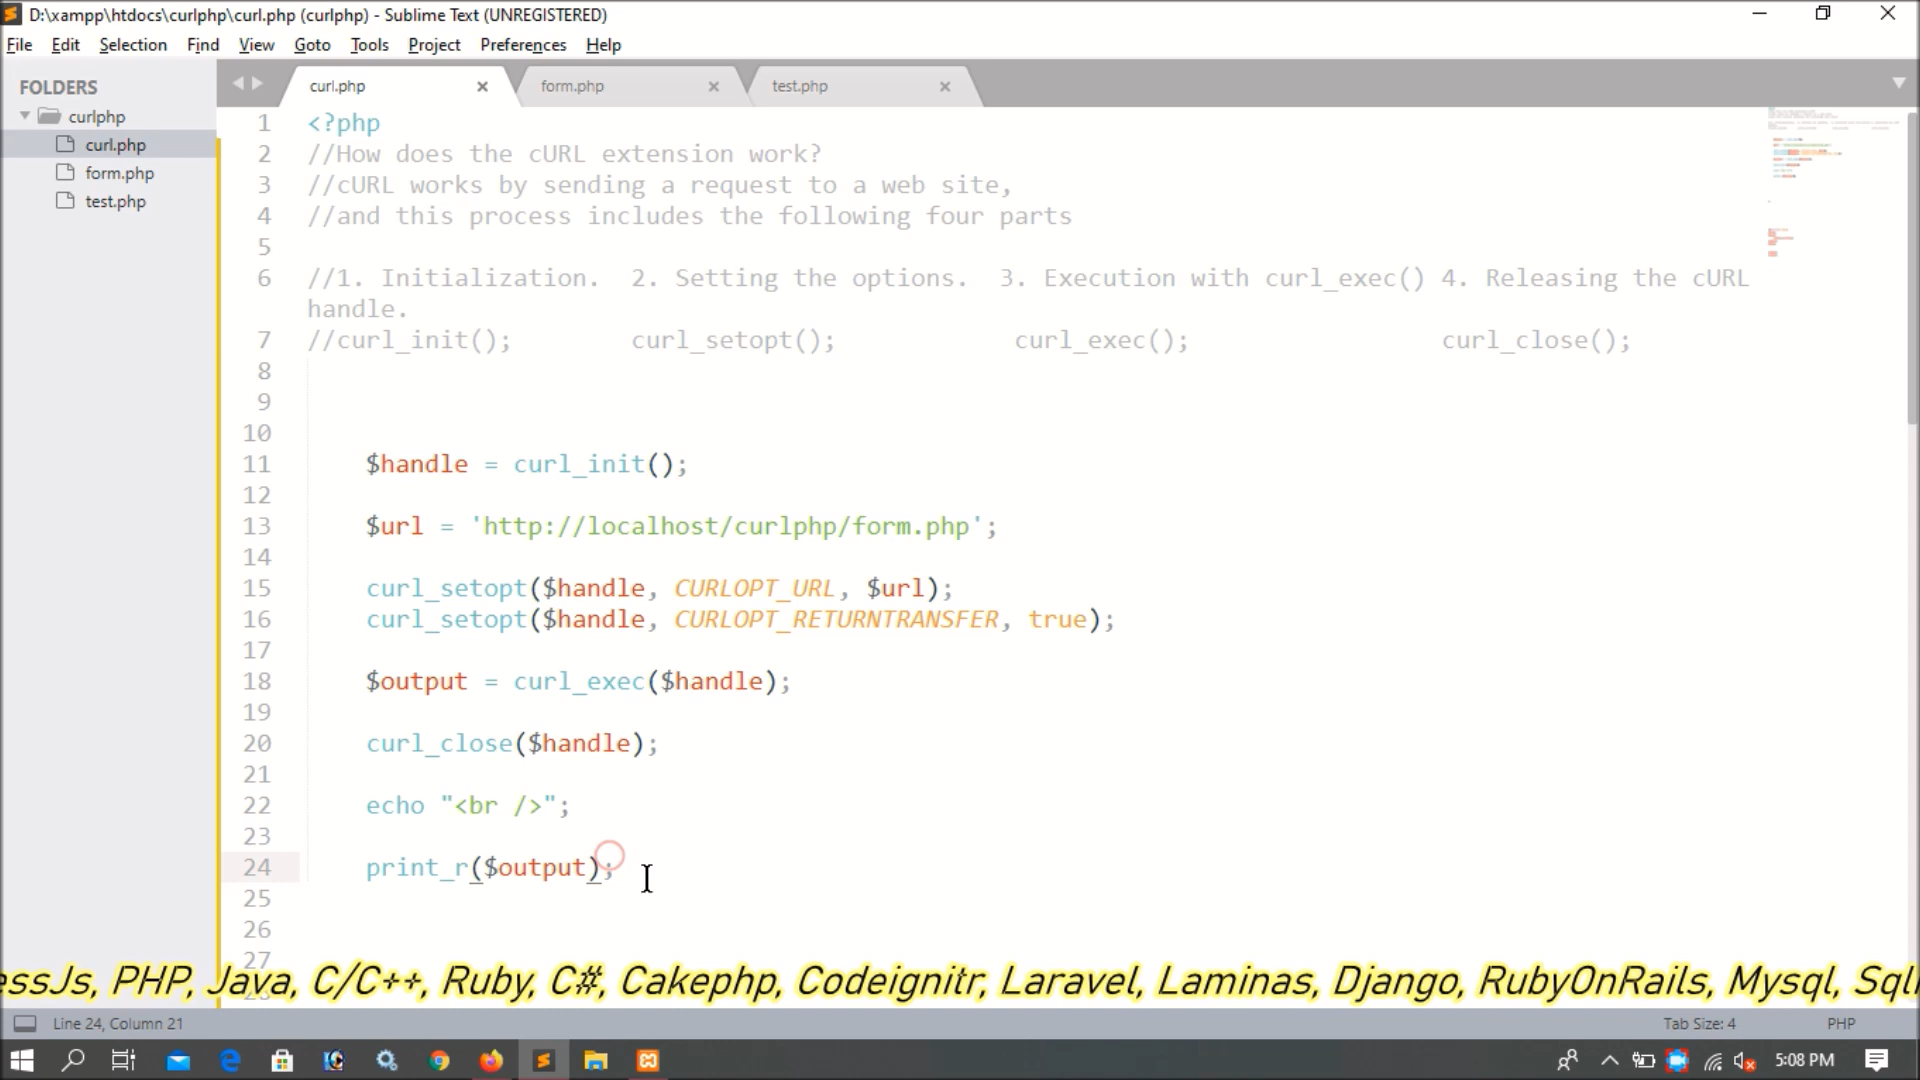 D:\xampp\htdocs\curlphp\curl.php (curlphp) - Sublime Text (UNREGISTERED)
File Edit Selection Find View Goto Tools Project Preferences Help
FOLDERS
curlphp
curl.php
form.php
test.php
curl.php form.php test.php
1 <?php
2 //How does the cURL extension work?
3 //cURL works by sending a request to a web site,
4 //and this process includes the following four parts
5
6 //1. Initialization.  2. Setting the options.  3. Execution with curl_exec() 4. Releasing the cURL
handle.
7 //curl_init(); curl_setopt(); curl_exec(); curl_close();
8
9
10
11 $handle = curl_init();
12
13 $url = 'http://localhost/curlphp/form.php';
14
15 curl_setopt($handle, CURLOPT_URL, $url);
16 curl_setopt($handle, CURLOPT_RETURNTRANSFER, true);
17
18 $output = curl_exec($handle);
19
20 curl_close($handle);
21
22 echo "<br />";
23
24 print_r($output);
25
26
27
essJs, PHP, Java, C/C++, Ruby, C#, Cakephp, Codeignitr, Laravel, Laminas, Django, RubyOnRails, Mysql, Sql
Line 24, Column 21 Tab Size: 4 PHP
5:08 PM